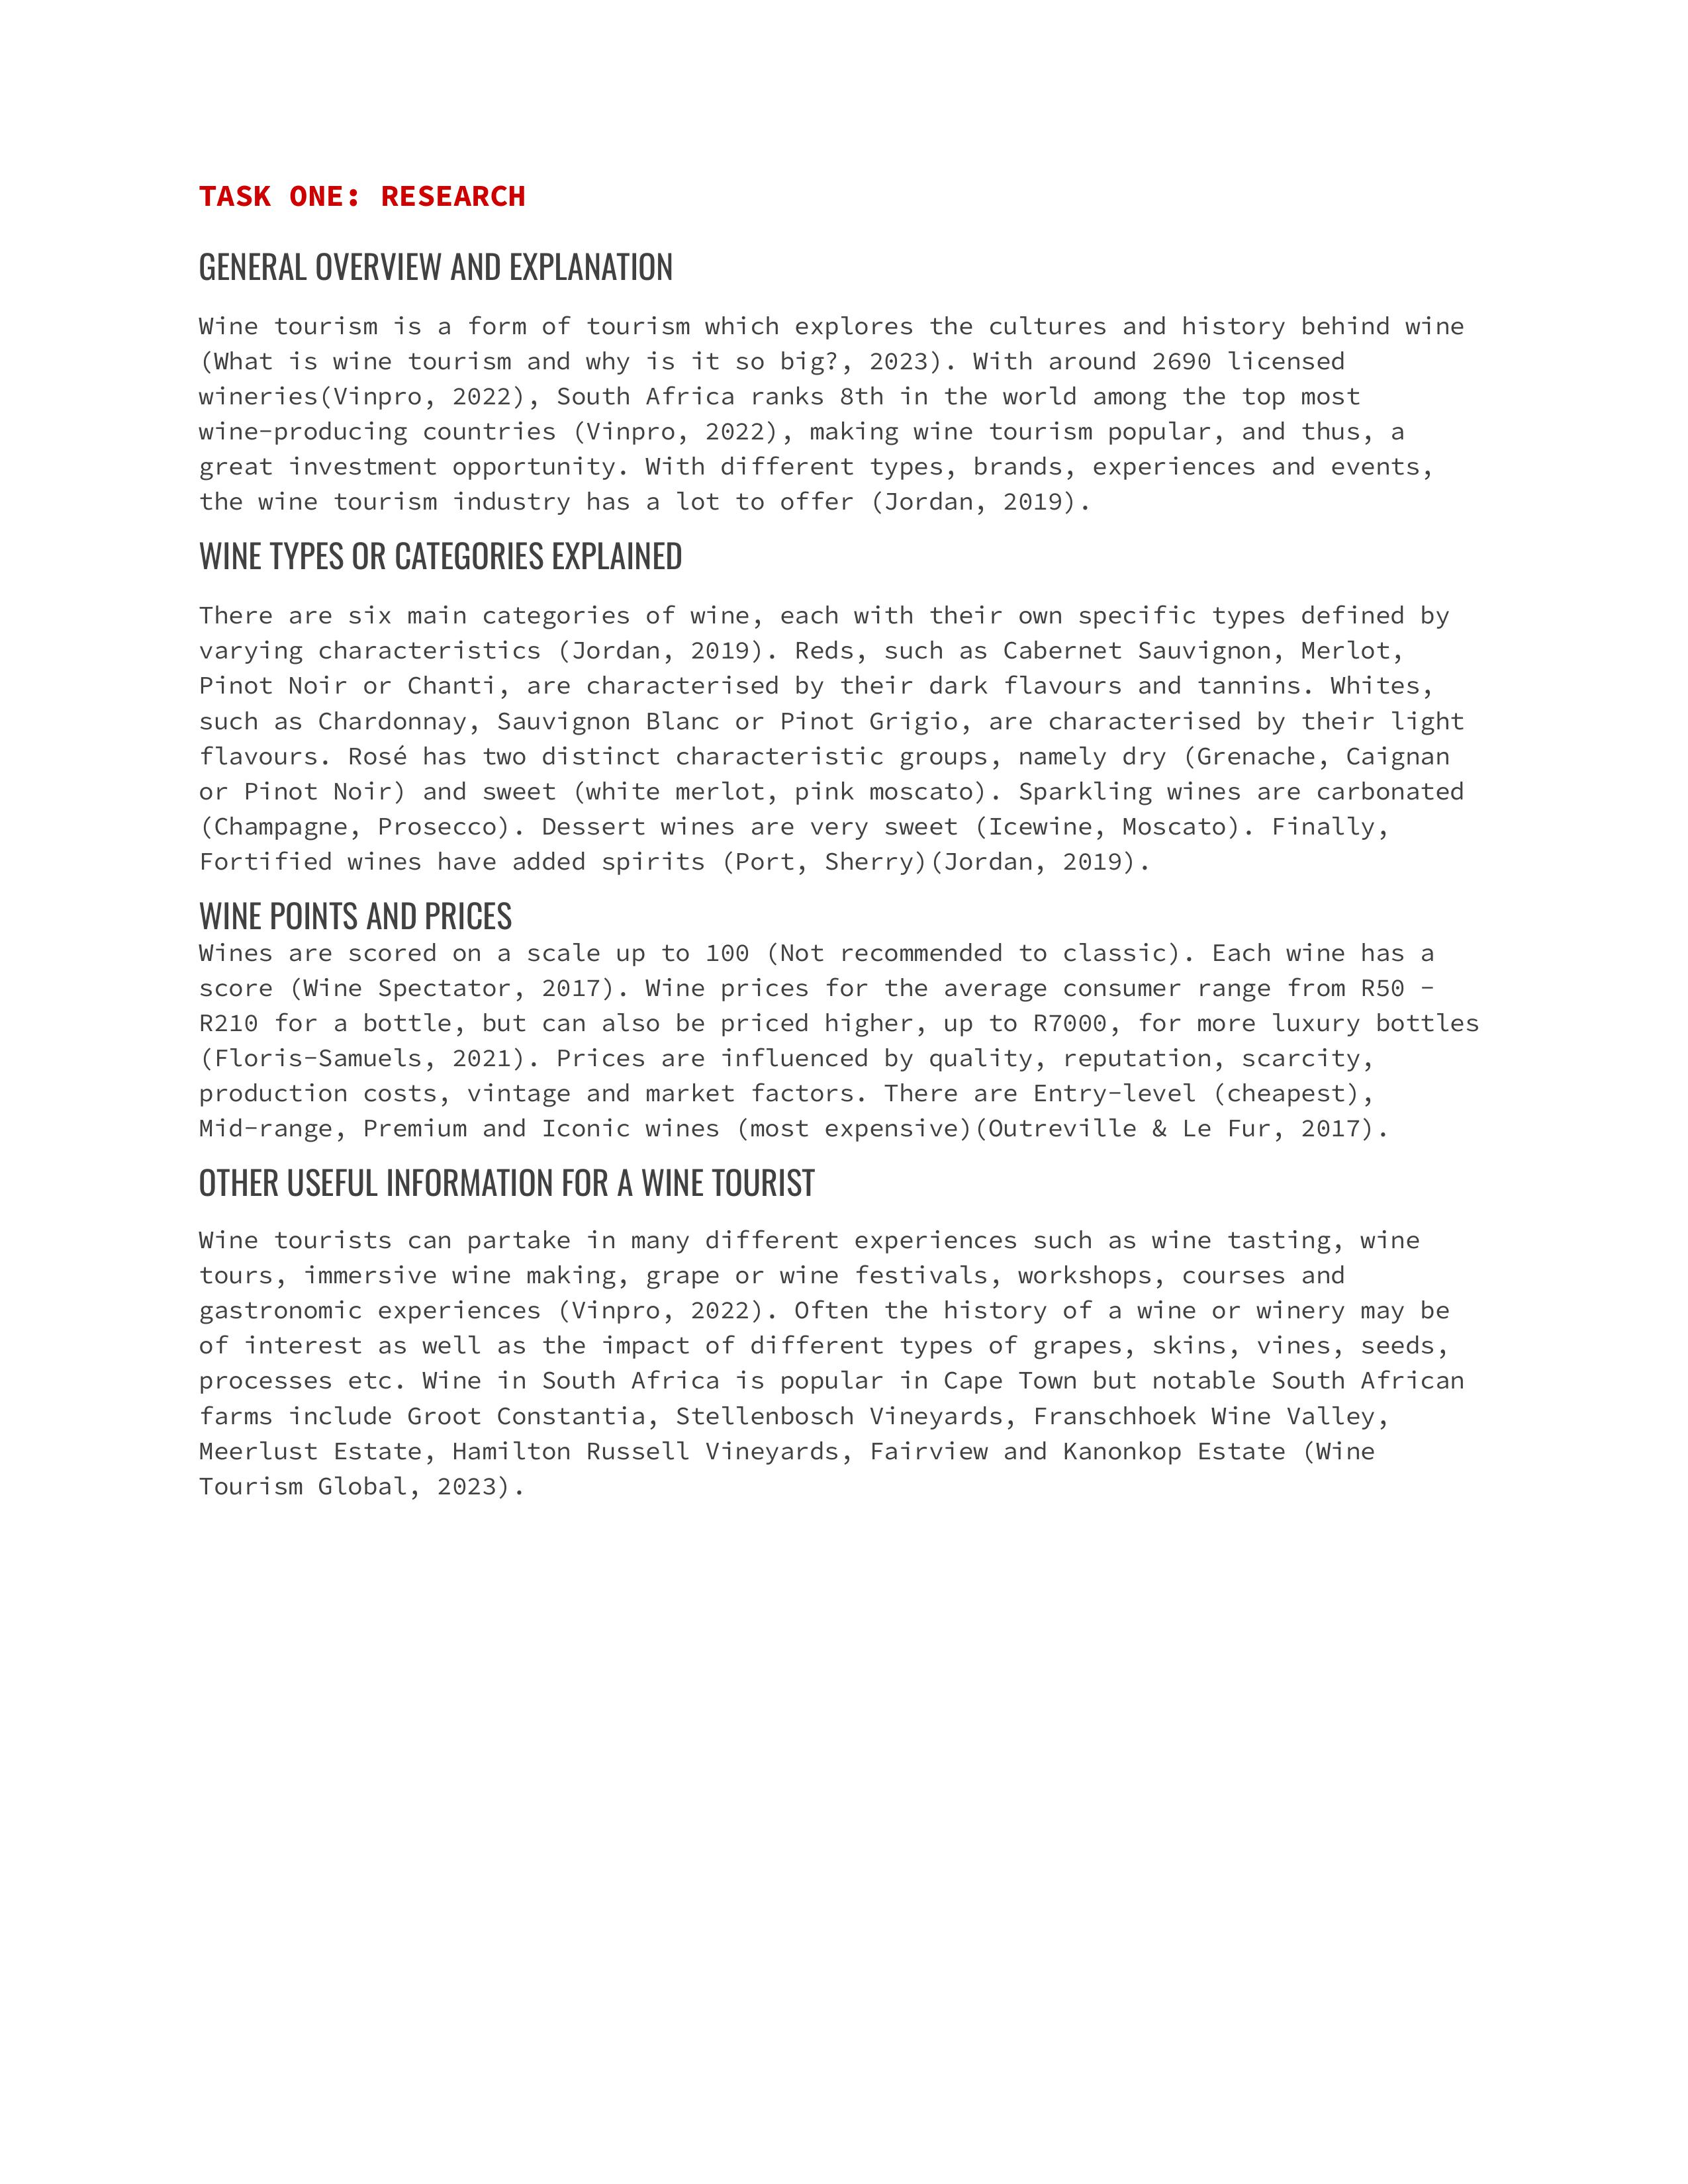 TASK ONE: RESEARCH
GENERAL OVERVIEW AND EXPLANATION
Wine tourism is a form of tourism which explores the cultures and history behind wine
(What is wine tourism and why is it so big?, 2023). With around 2690 licensed
wineries(Vinpro, 2022), South Africa ranks 8th in the world among the top most
wine-producing countries (Vinpro, 2022), making wine tourism popular, and thus, a
great investment opportunity. With different types, brands, experiences and events,
the wine tourism industry has a lot to offer (Jordan, 2019).
WINE TYPES OR CATEGORIES EXPLAINED
There are six main categories of wine, each with their own specific types defined by
varying characteristics (Jordan, 2019). Reds, such as Cabernet Sauvignon, Merlot,
Pinot Noir or Chanti, are characterised by their dark flavours and tannins. Whites,
such as Chardonnay, Sauvignon Blanc or Pinot Grigio, are characterised by their light
flavours. Rosé has two distinct characteristic groups, namely dry (Grenache, Caignan
or Pinot Noir) and sweet (white merlot, pink moscato). Sparkling wines are carbonated
(Champagne, Prosecco). Dessert wines are very sweet (Icewine, Moscato). Finally,
Fortified wines have added spirits (Port, Sherry)(Jordan, 2019).
WINE POINTS AND PRICES
Wines are scored on a scale up to 100 (Not recommended to classic). Each wine has a
score (Wine Spectator, 2017). Wine prices for the average consumer range from R50 -
R210 for a bottle, but can also be priced higher, up to R7000, for more luxury bottles
(Floris-Samuels, 2021). Prices are influenced by quality, reputation, scarcity,
production costs, vintage and market factors. There are Entry-level (cheapest),
Mid-range, Premium and Iconic wines (most expensive)(Outreville & Le Fur, 2017).
OTHER USEFUL INFORMATION FOR A WINE TOURIST
Wine tourists can partake in many different experiences such as wine tasting, wine
tours, immersive wine making, grape or wine festivals, workshops, courses and
gastronomic experiences (Vinpro, 2022). Often the history of a wine or winery may be
of interest as well as the impact of different types of grapes, skins, vines, seeds,
processes etc. Wine in South Africa is popular in Cape Town but notable South African
farms include Groot Constantia, Stellenbosch Vineyards, Franschhoek Wine Valley,
Meerlust Estate, Hamilton Russell Vineyards, Fairview and Kanonkop Estate (Wine
Tourism Global, 2023).